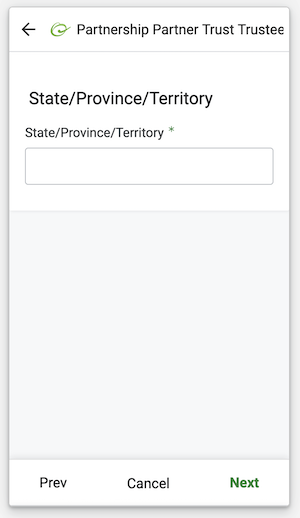 Partnership Partner Trust Trustee
State/Province/Territory
State/Province/Territory *
Prev
Cancel
Next